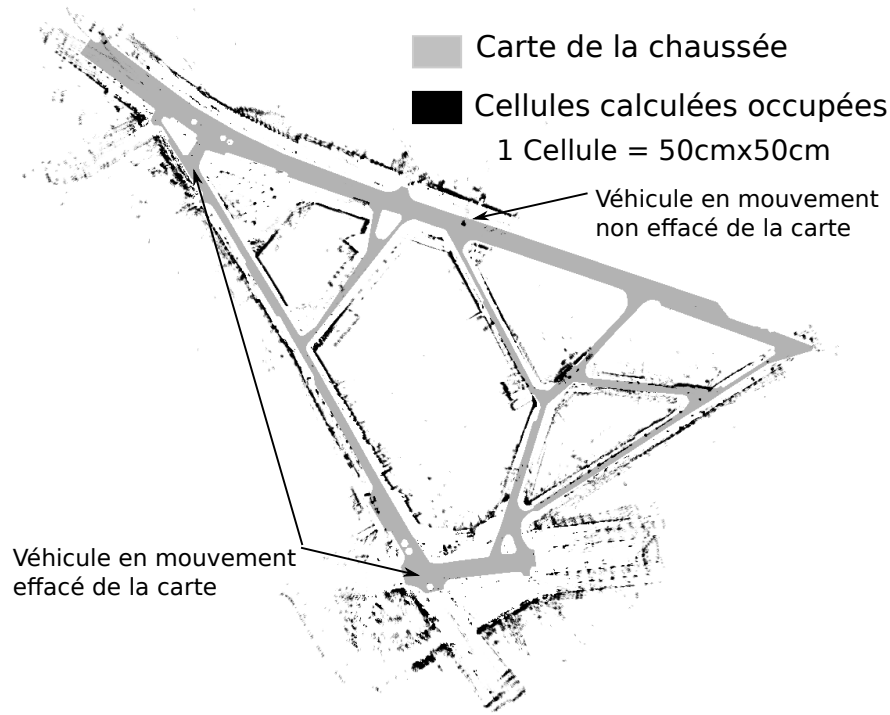 Carte de la chaussée
Cellules calculées occupées
1 Cellule = 50cmx50cm
Véhicule en mouvement
non effacé de la carte
Véhicule en mouvement
effacé de la carte